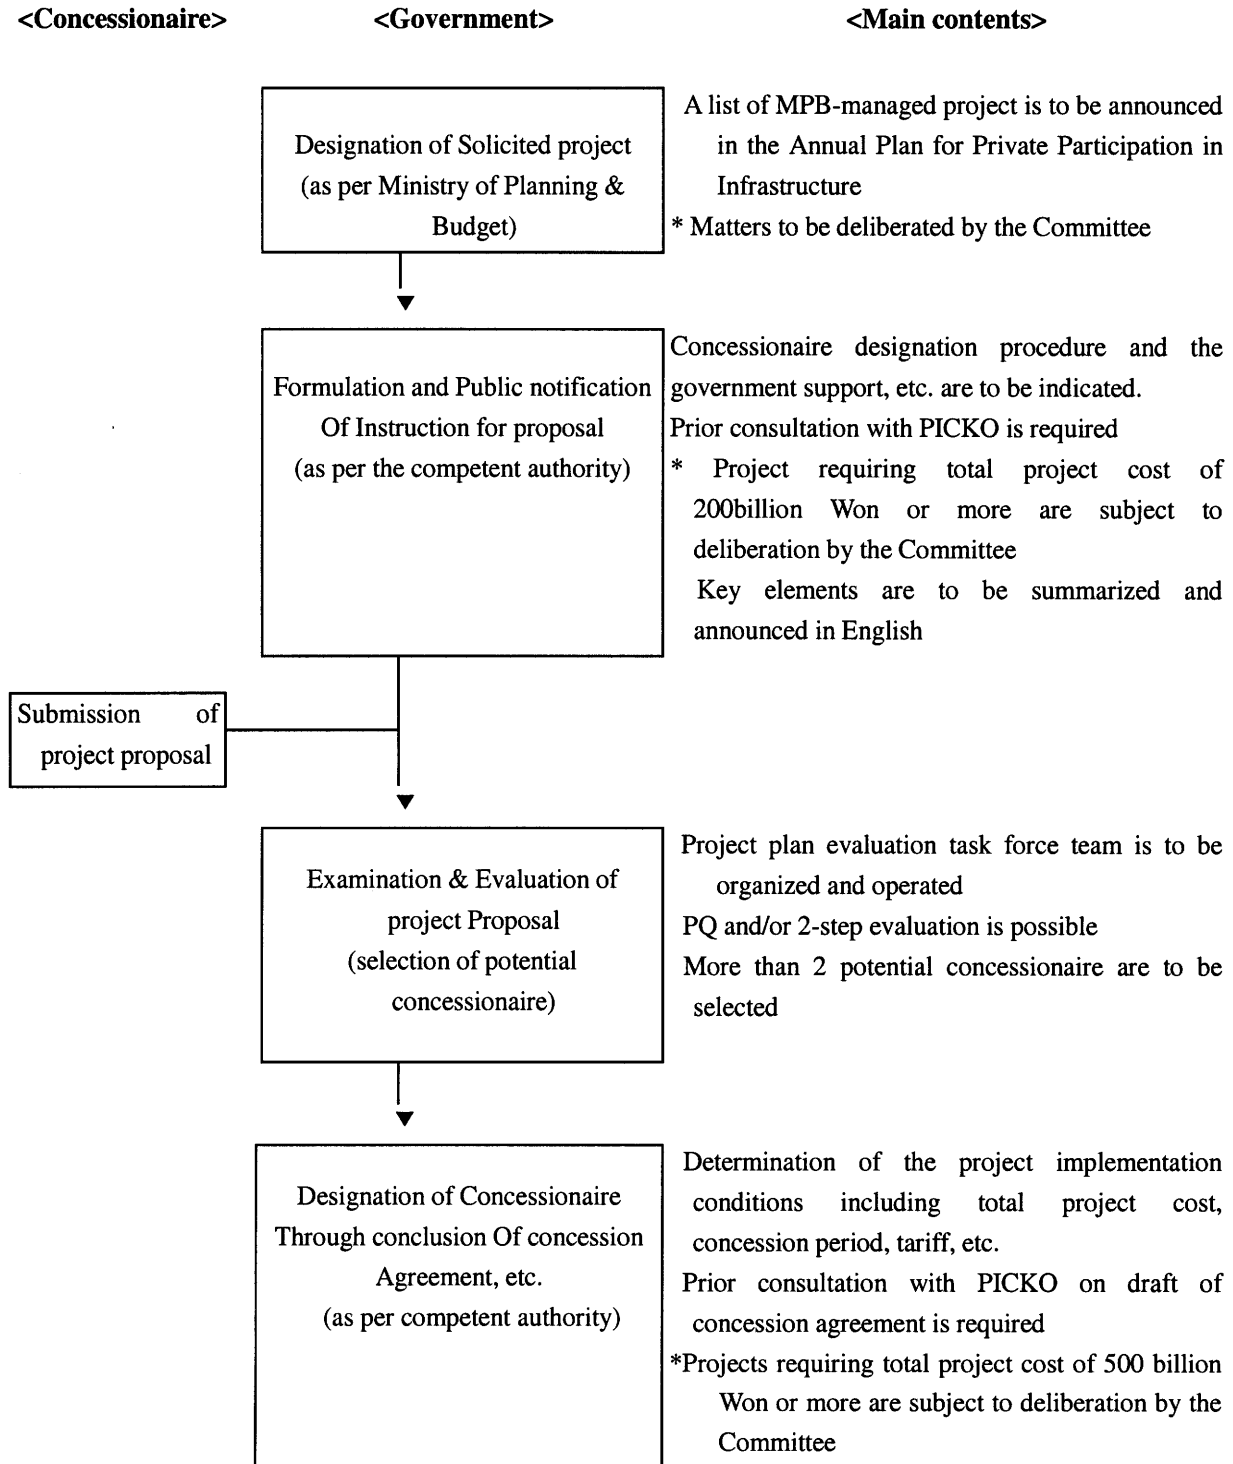 <Concessionaire> <Government> <Main contents>
Designation of Solicited project
(as per Ministry of Planning &
Budget)
A list of MPB-managed project is to be announced
in the Annual Plan for Private Participation in
Infrastructure
* Matters to be deliberated by the Committee
Formulation and Public notification
Of Instruction for proposal
(as per the competent authority)
Concessionaire designation procedure and the
government support, etc. are to be indicated.
Prior consultation with PICKO is required
* Project requiring total project cost of
200billion Won or more are subject to
deliberation by the Committee
Key elements are to be summarized and
announced in English
Submission of
project proposal
Examination & Evaluation of
project Proposal
(selection of potential
concessionaire)
Project plan evaluation task force team is to be
organized and operated
PQ and/or 2-step evaluation is possible
More than 2 potential concessionaire are to be
selected
Designation of Concessionaire
Through conclusion Of concession
Agreement, etc.
(as per competent authority)
Determination of the project implementation
conditions including total project cost,
concession period, tariff, etc.
Prior consultation with PICKO on draft of
concession agreement is required
*Projects requiring total project cost of 500 billion
Won or more are subject to deliberation by the
Committee